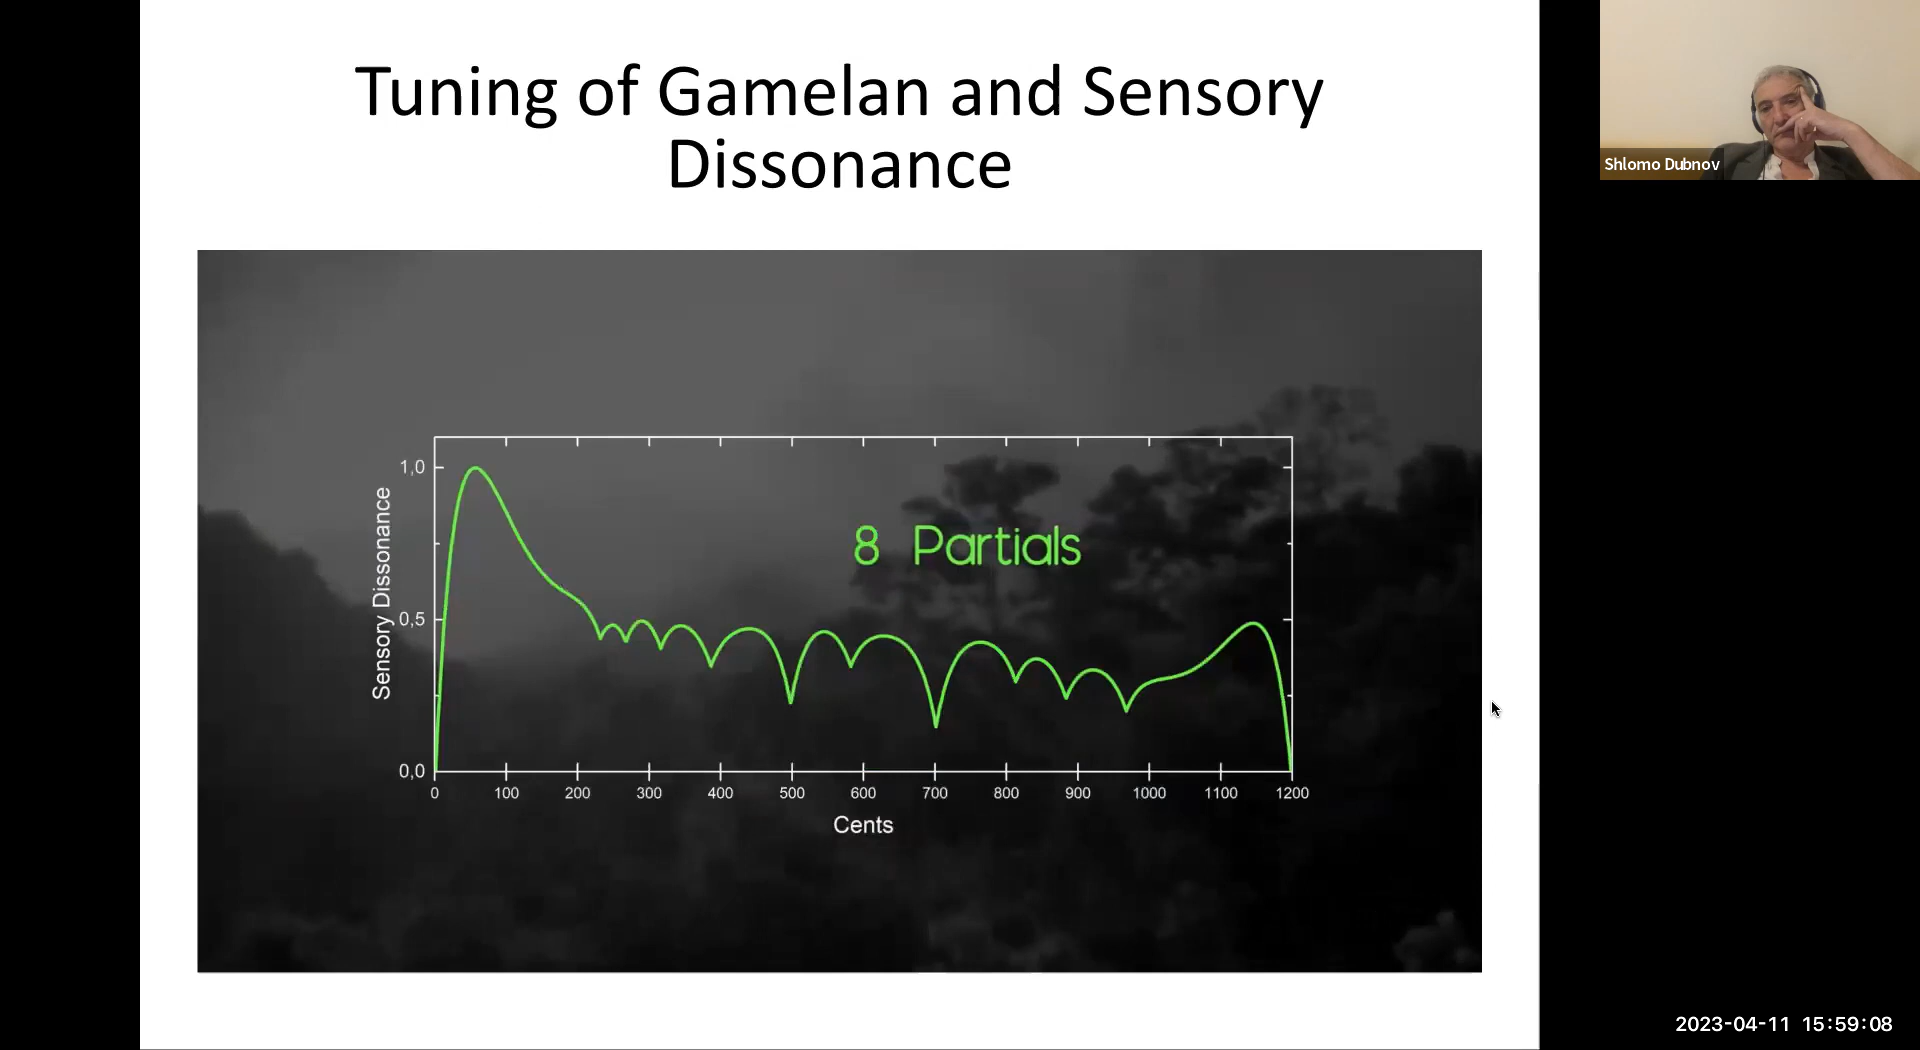 Tuning of Gamelan and Sensory
Dissonance
Shlomo Dubnov
8 Partials
Sensory Dissonance
1,0
0,5
0,0
0 100 200 300 400 500 600 700 800 900 1000 1100 1200
Cents
2023-04-11 15:59:08